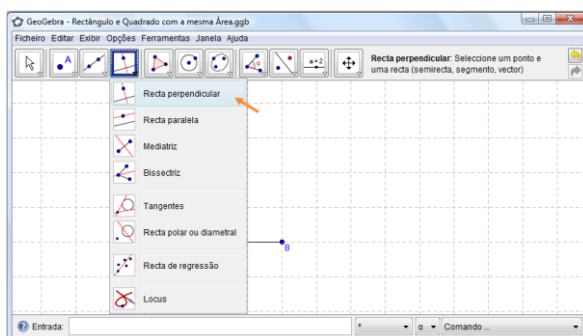 GeoGebra - Rectângulo e Quadrado com a mesma Área.ggb
Ficheiro Editar Exibir Opções Ferramentas Janela Ajuda
A
a=2
Recta perpendicular: Seleccione um ponto e
uma recta (semirecta, segmento, vector)
Recta perpendicular
Recta paralela
Mediatriz
Bissectriz
Tangentes
Recta polar ou diametral
Recta de regressão
Locus
B
Entrada:
²
α
Comando ...